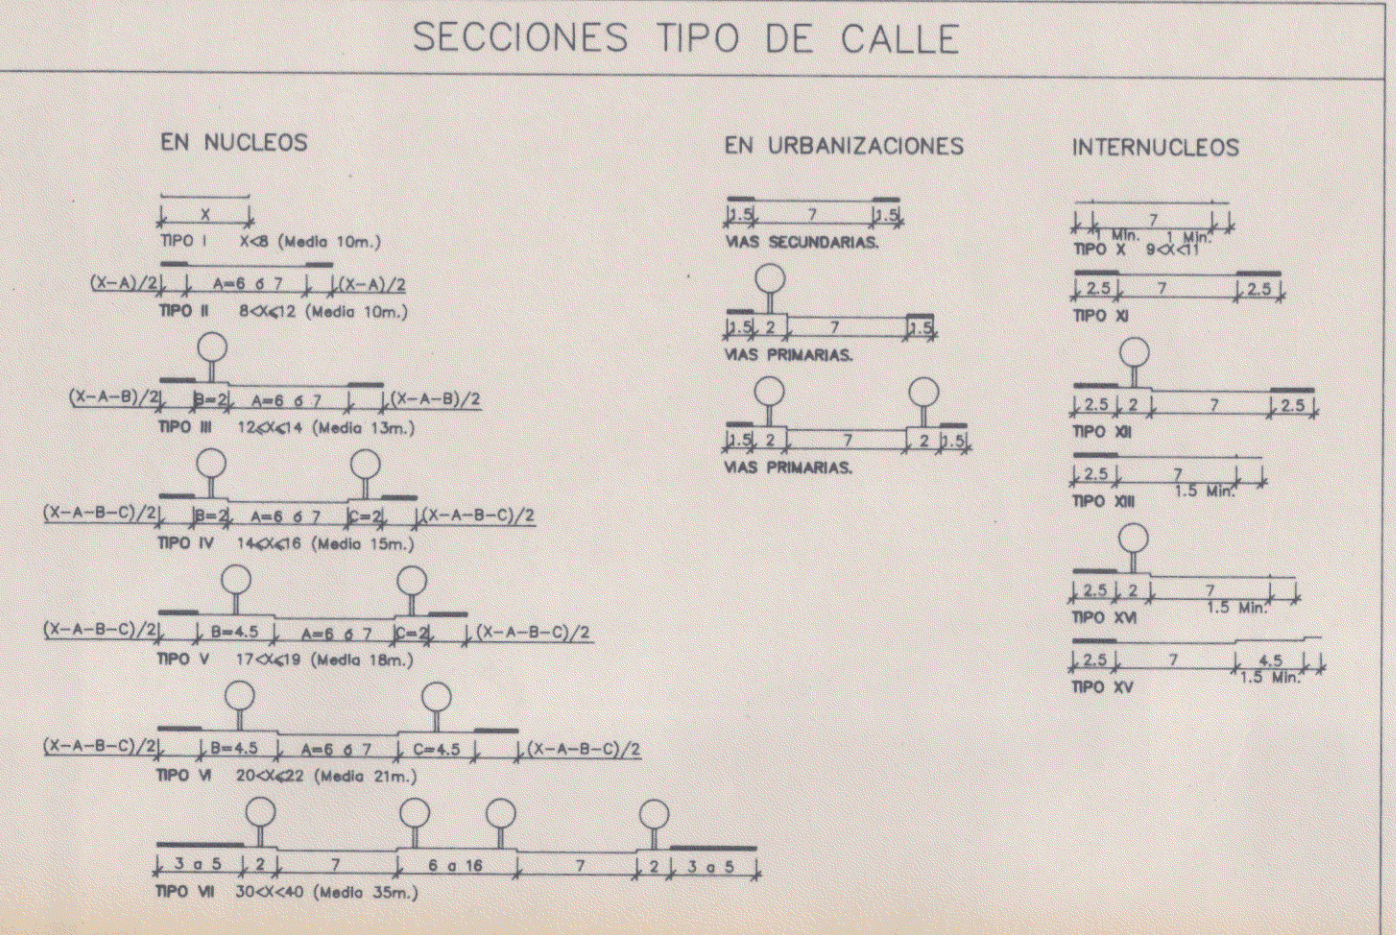 SECCIONES TIPO DE CALLE
EN NUCLEOS
X
TIPO I X<8 (Media 10m.)
(X-A)/2 A=6 ó 7 (X-A)/2
TIPO II 8<X⩽12 (Media 10m.)
(X-A-B)/2 B=2 A=6 ó 7 (X-A-B)/2
TIPO III 12⩽X⩽14 (Media 13m.)
(X-A-B-C)/2 B=2 A=6 ó 7 C=2 (X-A-B-C)/2
TIPO IV 14⩽X⩽16 (Media 15m.)
(X-A-B-C)/2 B=4.5 A=6 ó 7 C=2 (X-A-B-C)/2
TIPO V 17<X⩽19 (Media 18m.)
(X-A-B-C)/2 B=4.5 A=6 ó 7 C=4.5 (X-A-B-C)/2
TIPO VI 20<X⩽22 (Media 21m.)
3 a 5 2 7 6 a 16 7 2 3 a 5
TIPO VII 30<X<40 (Media 35m.)
EN URBANIZACIONES
1.5 7 1.5
VIAS SECUNDARIAS.
1.5 2 7 1.5
VIAS PRIMARIAS.
1.5 2 7 2 1.5
VIAS PRIMARIAS.
INTERNUCLEOS
7
1 Min. 1 Min.
TIPO X 9<X<11
2.5 7 2.5
TIPO XI
2.5 2 7 2.5
TIPO XII
2.5 7
1.5 Min.
TIPO XIII
2.5 2 7
1.5 Min.
TIPO XVI
2.5 7 4.5
1.5 Min.
TIPO XV